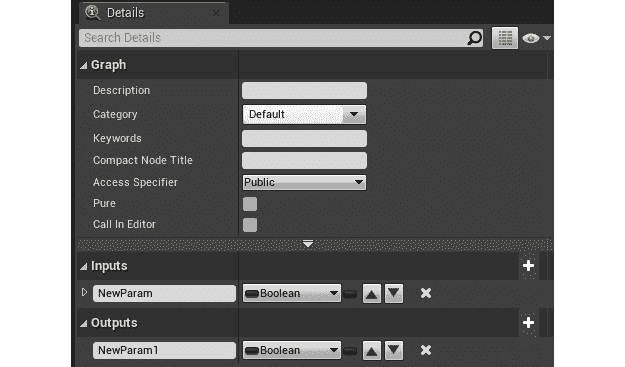 Details
Search Details
Graph
Description
Category Default
Keywords
Compact Node Title
Access Specifier Public
Pure
Call In Editor
Inputs
NewParam Boolean
Outputs
NewParam1 Boolean